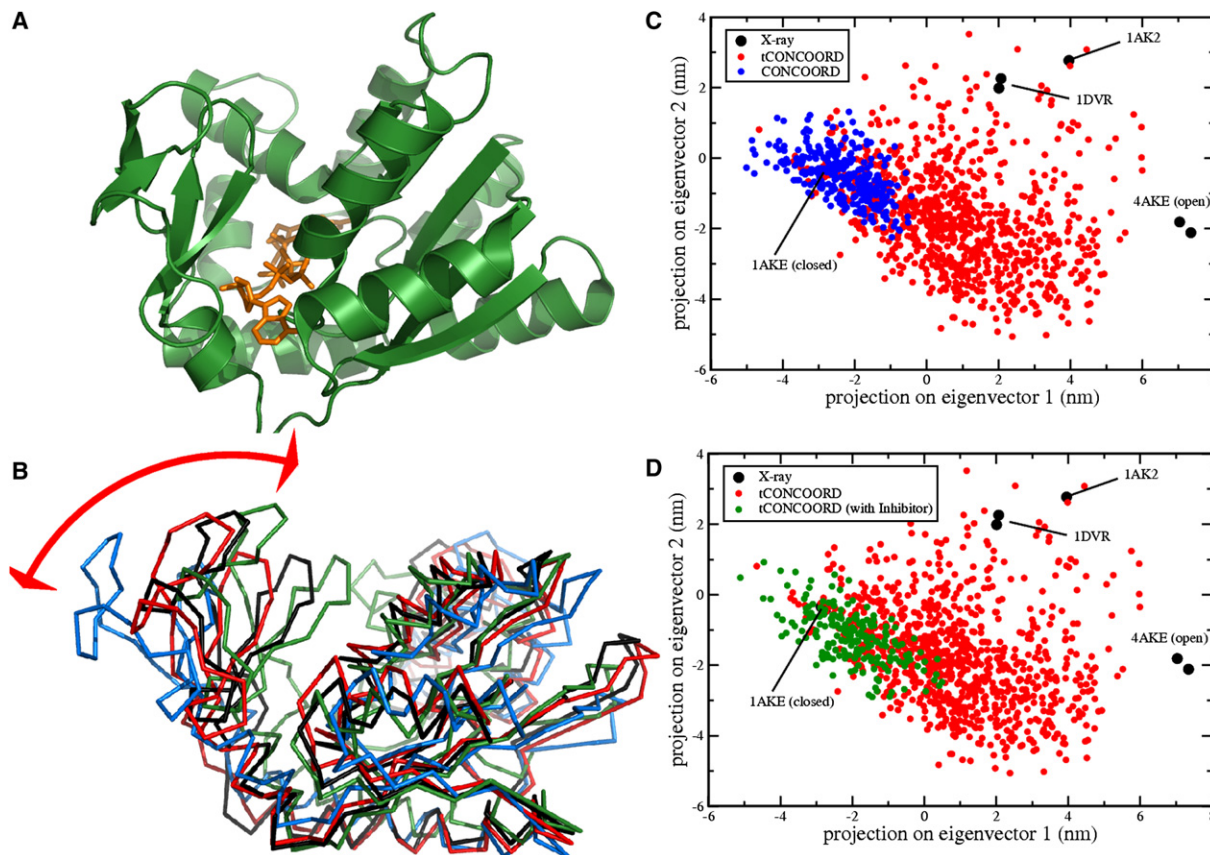 A
B
C
4
2
0
-2
-4
-6
-6
-4
-2
0
2
4
6
8
projection on eigenvector 2 (nm)
projection on eigenvector 1 (nm)
X-ray
tCONCOORD
CONCOORD
1AK2
1DVR
4AKE (open)
1AKE (closed)
D
4
2
0
-2
-4
-6
-6
-4
-2
0
2
4
6
projection on eigenvector 2 (nm)
projection on eigenvector 1 (nm)
X-ray
tCONCOORD
tCONCOORD (with Inhibitor)
1AK2
1DVR
4AKE (open)
1AKE (closed)